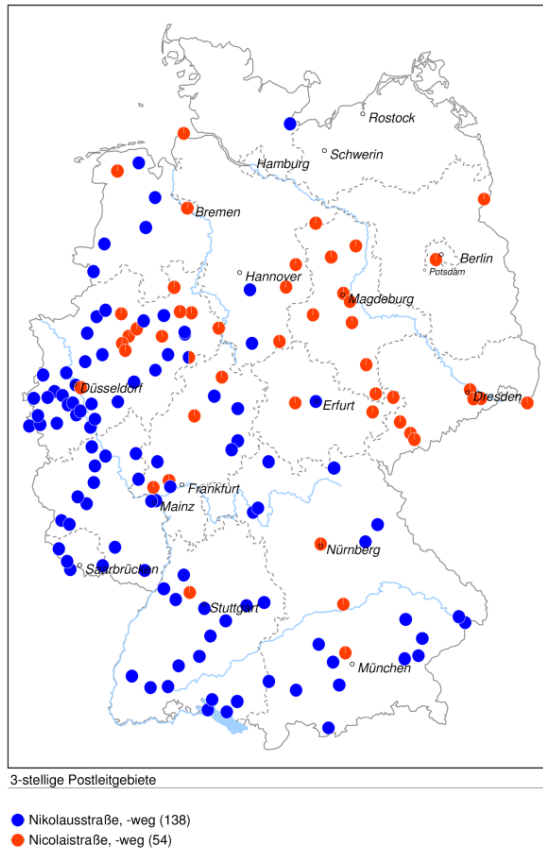 Rostock
Schwerin
Hamburg
Bremen
Berlin
Potsdam
Hannover
Magdeburg
Düsseldorf
Dresden
Erfurt
Frankfurt
Mainz
Nürnberg
Saarbrücken
Stuttgart
München
3-stellige Postleitgebiete
Nikolausstraße, -weg (138)
Nicolaistraße, -weg (54)